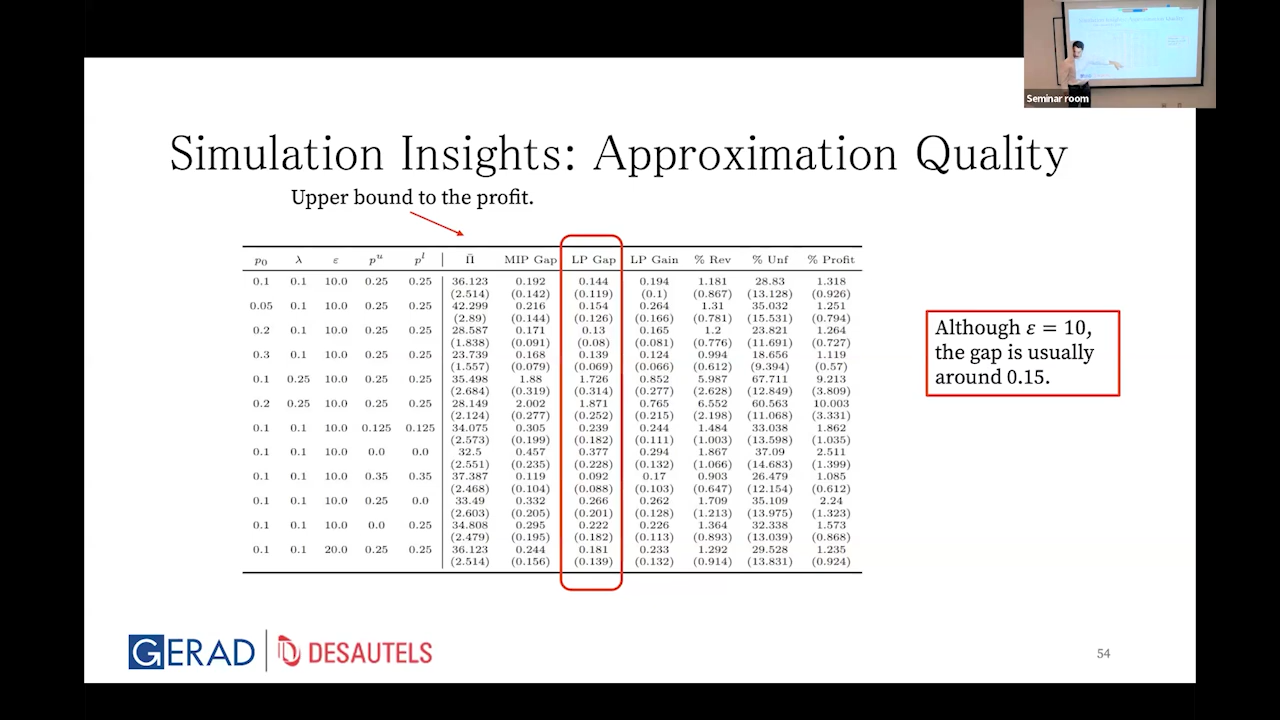 Seminar room
Simulation Insights: Approximation Quality
Upper bound to the profit.
p₀ λ ε pᵘ pˡ Π̄ MIP Gap LP Gap LP Gain % Rev % Unf % Profit
0.1 0.1 10.0 0.25 0.25 36.123 0.192 0.144 0.194 1.181 28.83 1.318
(2.514) (0.142) (0.119) (0.1) (0.867) (13.128) (0.926)
0.05 0.1 10.0 0.25 0.25 42.299 0.216 0.154 0.264 1.31 35.032 1.251
(2.89) (0.144) (0.126) (0.166) (0.781) (15.531) (0.794)
0.2 0.1 10.0 0.25 0.25 28.587 0.171 0.13 0.165 1.2 23.821 1.264
(1.838) (0.091) (0.08) (0.081) (0.776) (11.691) (0.727)
0.3 0.1 10.0 0.25 0.25 23.739 0.168 0.139 0.124 0.994 18.656 1.119
(1.557) (0.079) (0.069) (0.066) (0.612) (9.394) (0.57)
0.1 0.25 10.0 0.25 0.25 35.498 1.88 1.726 0.852 5.987 67.711 9.213
(2.684) (0.319) (0.314) (0.277) (2.628) (12.849) (3.809)
0.2 0.25 10.0 0.25 0.25 28.149 2.002 1.871 0.765 6.552 60.563 10.003
(2.124) (0.277) (0.252) (0.215) (2.198) (11.068) (3.331)
0.1 0.1 10.0 0.125 0.125 34.075 0.305 0.239 0.244 1.484 33.038 1.862
(2.573) (0.199) (0.182) (0.111) (1.003) (13.598) (1.035)
0.1 0.1 10.0 0.0 0.0 32.5 0.457 0.377 0.294 1.867 37.09 2.511
(2.551) (0.235) (0.228) (0.132) (1.066) (14.683) (1.399)
0.1 0.1 10.0 0.35 0.35 37.387 0.119 0.092 0.17 0.903 26.479 1.085
(2.468) (0.104) (0.088) (0.103) (0.647) (12.154) (0.612)
0.1 0.1 10.0 0.25 0.0 33.49 0.332 0.266 0.262 1.709 35.109 2.24
(2.603) (0.205) (0.201) (0.128) (1.213) (13.975) (1.323)
0.1 0.1 10.0 0.0 0.25 34.808 0.295 0.222 0.226 1.364 32.338 1.573
(2.479) (0.195) (0.182) (0.113) (0.893) (13.039) (0.868)
0.1 0.1 20.0 0.25 0.25 36.123 0.244 0.181 0.233 1.292 29.528 1.235
(2.514) (0.156) (0.139) (0.132) (0.914) (13.831) (0.924)
Although ε = 10,
the gap is usually
around 0.15.
GERAD
DESAUTELS
54